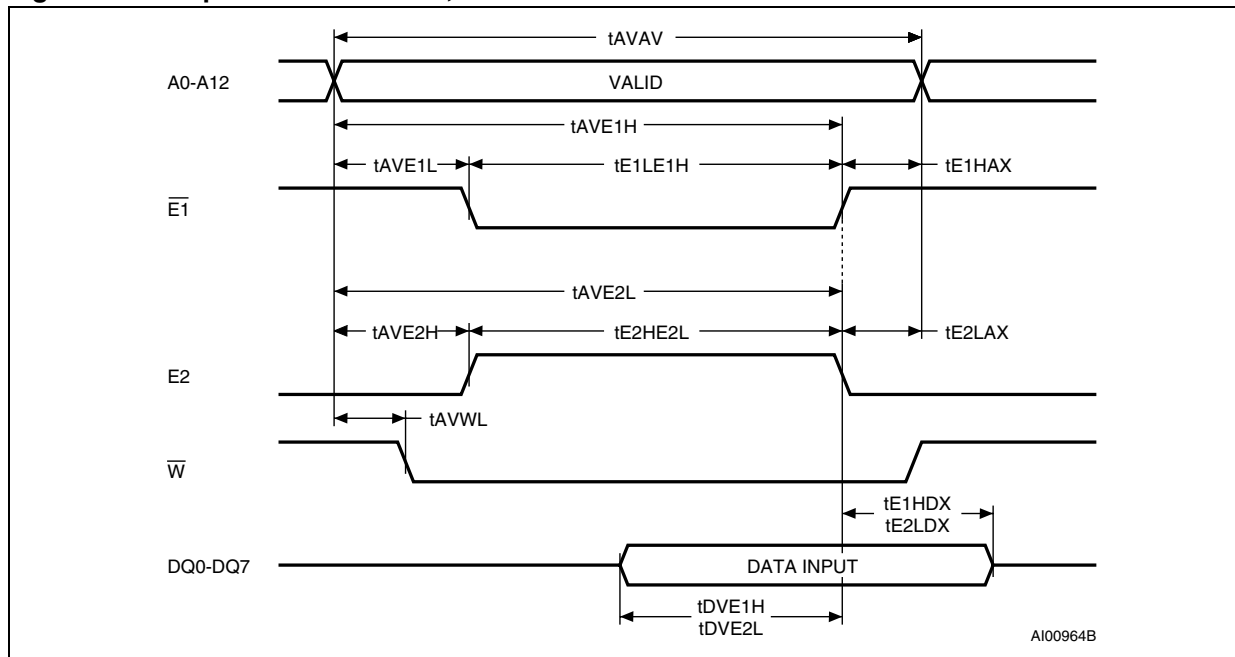 tAVAV
A0-A12
VALID
tAVE1H
tAVE1L
tE1LE1H
tE1HAX
E1
tAVE2L
tAVE2H
tE2HE2L
tE2LAX
E2
tAVWL
W
tE1HDX
tE2LDX
DQ0-DQ7
DATA INPUT
tDVE1H
tDVE2L
AI00964B